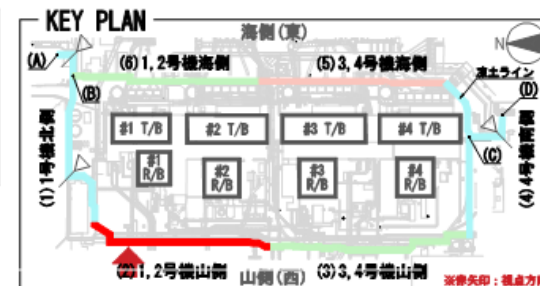 KEY PLAN
海側(東)
N
(A)
(6)1,2号機海側
(5)3,4号機海側
凍土ライン
(B)
(D)
#1 T/B
#2 T/B
#3 T/B
#4 T/B
(1)1号機北側
#1
R/B
#2
R/B
#3
R/B
#4
R/B
(C)
(4)4号機南側
(2)1,2号機山側
山側(西)
(3)3,4号機山側
※赤矢印:視点方向